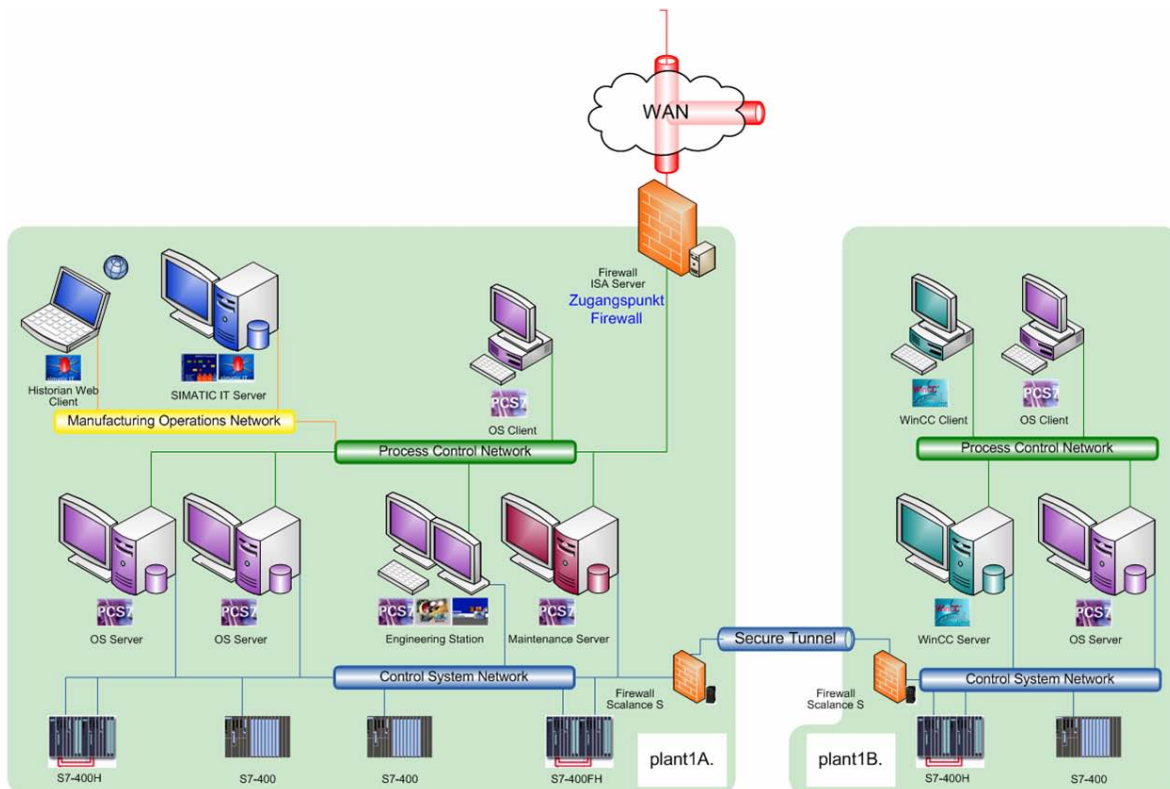 WAN
Firewall
ISA Server
Zugangspunkt
Firewall
Historian Web
Client
SIMATIC IT Server
PCS7
OS Client
Manufacturing Operations Network
Process Control Network
PCS7
OS Server
PCS7
OS Server
PCS7
Engineering Station
PCS7
Maintenance Server
Control System Network
Firewall
Scalance S
S7-400H
S7-400
S7-400
S7-400FH
plant1A.
Secure Tunnel
WinCC
WinCC Client
PCS7
OS Client
Process Control Network
WinCC
WinCC Server
PCS7
OS Server
Firewall
Scalance S
Control System Network
plant1B.
S7-400H
S7-400